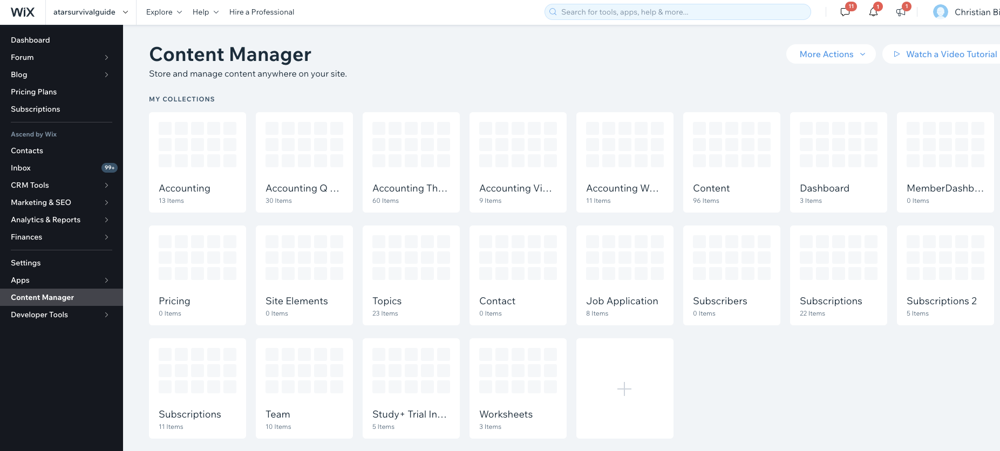 WiX
atarsurvivalguide
Explore
Help
Hire a Professional
Search for tools, apps, help & more...
11
1
1
Christian Bi
Dashboard
Forum
Blog
Pricing Plans
Subscriptions
Ascend by Wix
Contacts
Inbox
99+
CRM Tools
Marketing & SEO
Analytics & Reports
Finances
Settings
Apps
Content Manager
Developer Tools
Content Manager
Store and manage content anywhere on your site.
More Actions
Watch a Video Tutorial
MY COLLECTIONS
Accounting
13 Items
Accounting Q ...
30 Items
Accounting Th...
60 Items
Accounting Vi...
9 Items
Accounting W...
11 Items
Content
96 Items
Dashboard
3 Items
MemberDashb...
0 Items
Pricing
0 Items
Site Elements
0 Items
Topics
23 Items
Contact
0 Items
Job Application
8 Items
Subscribers
0 Items
Subscriptions
22 Items
Subscriptions 2
5 Items
Subscriptions
11 Items
Team
10 Items
Study+ Trial In...
5 Items
Worksheets
3 Items